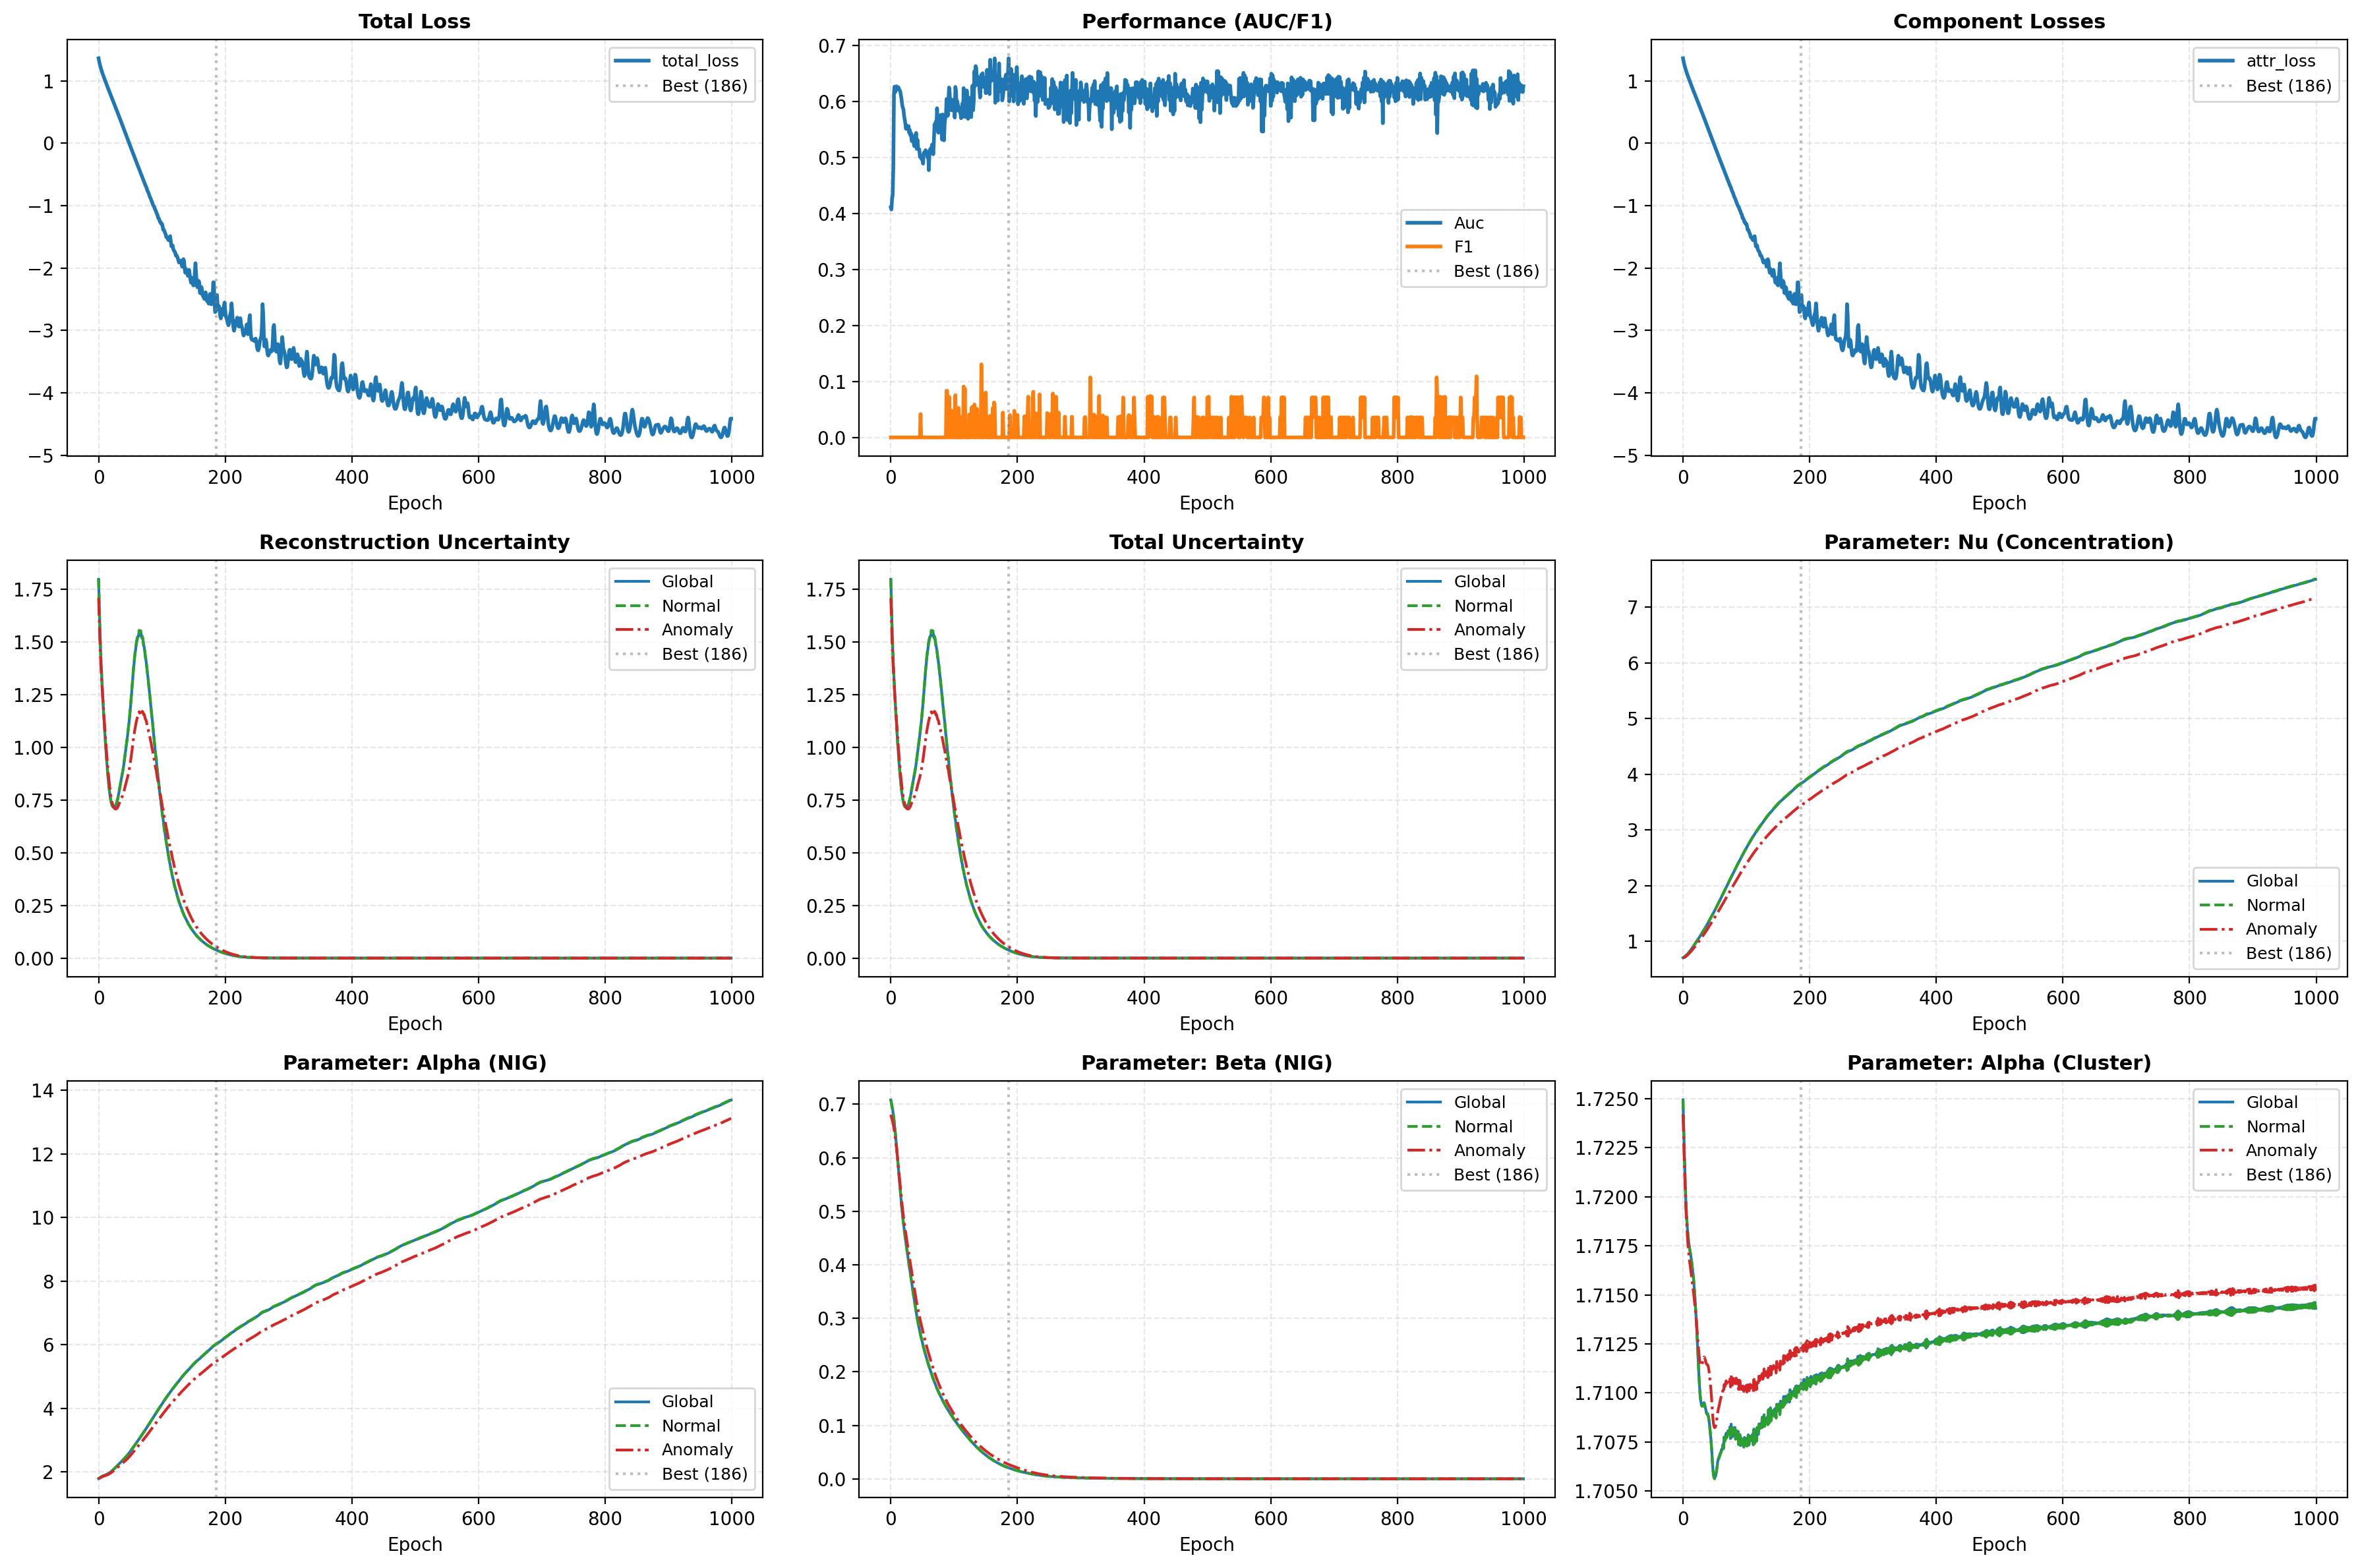 Total Loss
1
0
−1
−2
−3
−4
−5
total_loss
Best (186)
0 200 400 600 800 1000
Epoch
Performance (AUC/F1)
0.7
0.6
0.5
0.4
0.3
0.2
0.1
0.0
Auc
F1
Best (186)
0 200 400 600 800 1000
Epoch
Component Losses
1
0
−1
−2
−3
−4
−5
attr_loss
Best (186)
0 200 400 600 800 1000
Epoch
Reconstruction Uncertainty
1.75
1.50
1.25
1.00
0.75
0.50
0.25
0.00
Global
Normal
Anomaly
Best (186)
0 200 400 600 800 1000
Epoch
Total Uncertainty
1.75
1.50
1.25
1.00
0.75
0.50
0.25
0.00
Global
Normal
Anomaly
Best (186)
0 200 400 600 800 1000
Epoch
Parameter: Nu (Concentration)
7
6
5
4
3
2
1
Global
Normal
Anomaly
Best (186)
0 200 400 600 800 1000
Epoch
Parameter: Alpha (NIG)
14
12
10
8
6
4
2
Global
Normal
Anomaly
Best (186)
0 200 400 600 800 1000
Epoch
Parameter: Beta (NIG)
0.7
0.6
0.5
0.4
0.3
0.2
0.1
0.0
Global
Normal
Anomaly
Best (186)
0 200 400 600 800 1000
Epoch
Parameter: Alpha (Cluster)
1.7250
1.7225
1.7200
1.7175
1.7150
1.7125
1.7100
1.7075
1.7050
Global
Normal
Anomaly
Best (186)
0 200 400 600 800 1000
Epoch